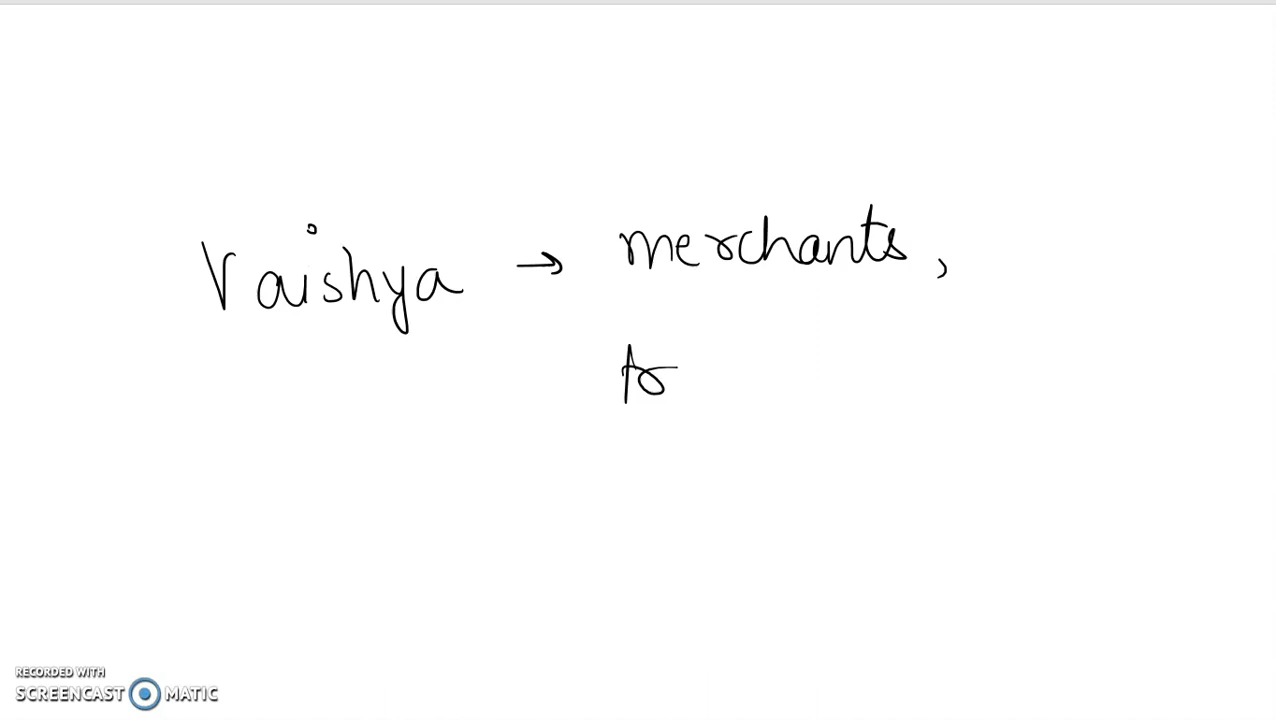 Vaishya → merchants,
RECORDED WITH
SCREENCAST MATIC